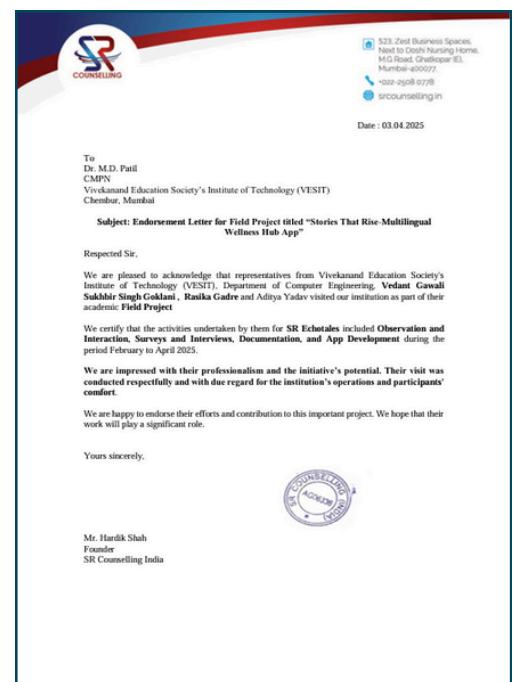 SR
COUNSELLING
523, Zest Business Spaces,
Next to Doshi Nursing Home,
M.G Road, Ghatkopar (E),
Mumbai-400077.
+022-2508 0778
srcounselling.in
Date : 03.04.2025
To
Dr. M.D. Patil
CMPN
Vivekanand Education Society's Institute of Technology (VESIT)
Chembur, Mumbai
Subject: Endorsement Letter for Field Project titled “Stories That Rise-Multilingual
Wellness Hub App”
Respected Sir,
We are pleased to acknowledge that representatives from Vivekanand Education Society's
Institute of Technology (VESIT), Department of Computer Engineering, Vedant Gawali
Sukhbir Singh Goklani , Rasika Gadre and Aditya Yadav visited our institution as part of their
academic Field Project
We certify that the activities undertaken by them for SR Echotales included Observation and
Interaction, Surveys and Interviews, Documentation, and App Development during the
period February to April 2025.
We are impressed with their professionalism and the initiative's potential. Their visit was
conducted respectfully and with due regard for the institution's operations and participants'
comfort.
We are happy to endorse their efforts and contribution to this important project. We hope that their
work will play a significant role.
Yours sincerely,
SR COUNSELLING (INDIA)
Mr. Hardik Shah
Founder
SR Counselling India